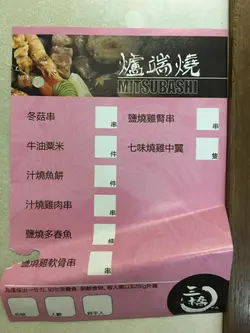 爐端燒
MITSUBASHI
冬菇串
串
鹽燒雞腎串
串
牛油粟米
件
七味燒雞中翼
隻
汁燒魚餅
件
汁燒雞肉串
串
鹽燒多春魚
條
鹽燒雞軟骨串
串
三橋